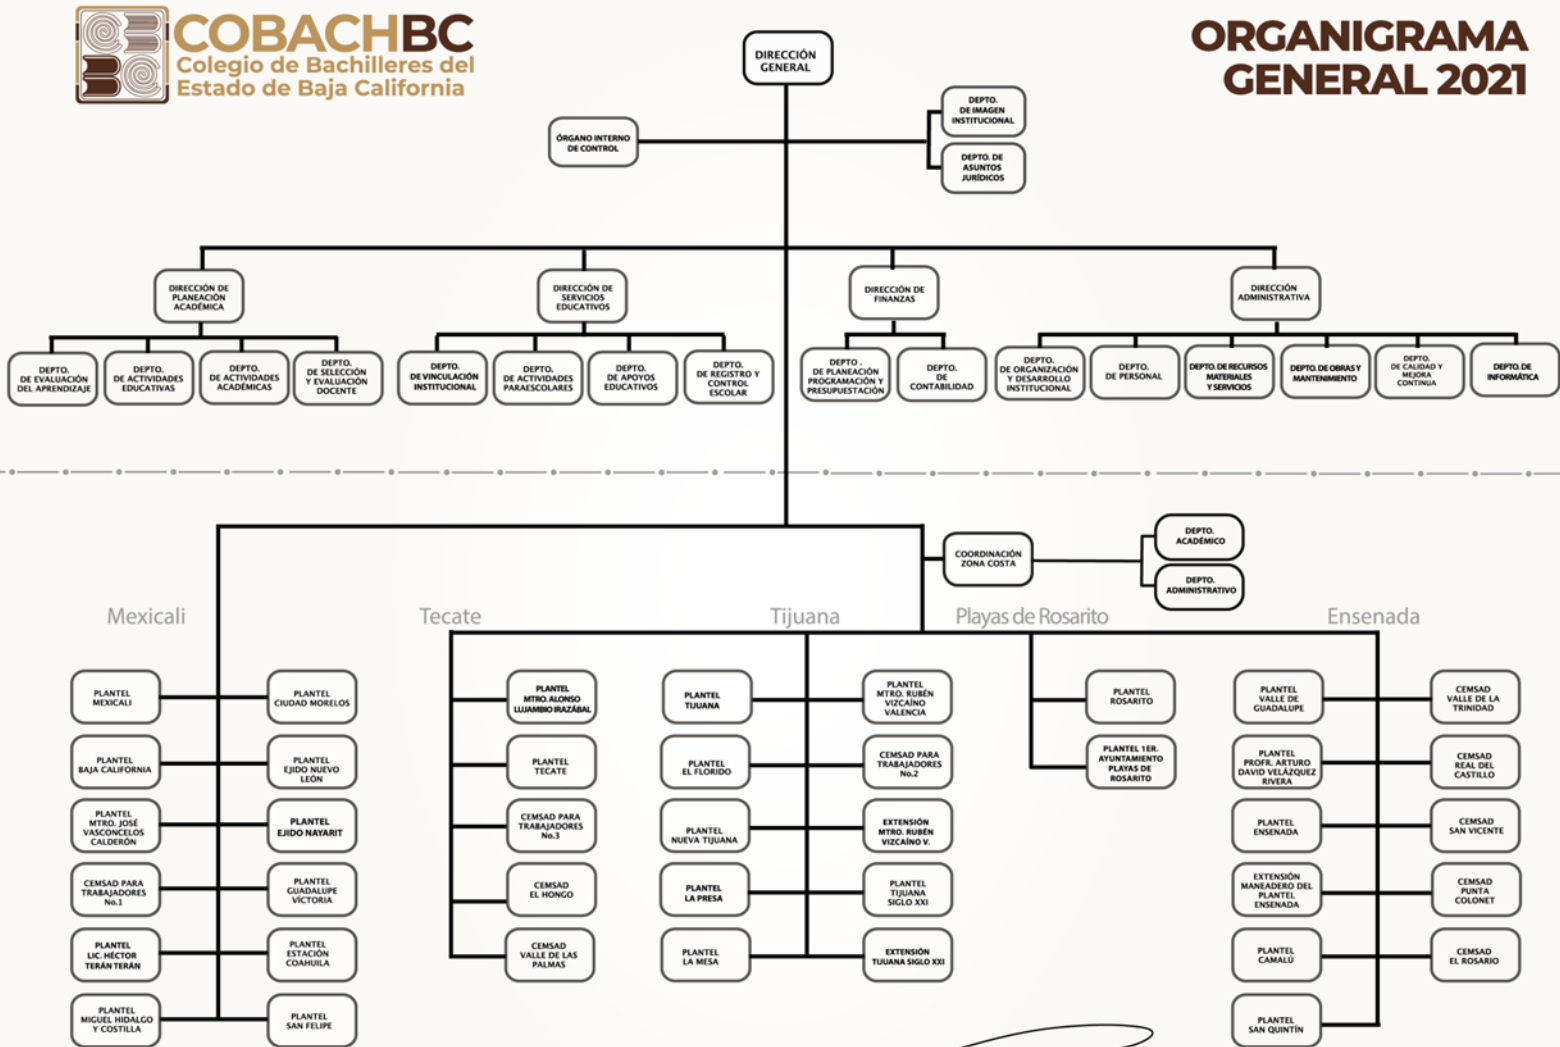 COBACHBC
Colegio de Bachilleres del
Estado de Baja California
ORGANIGRAMA
GENERAL 2021
DIRECCIÓN
GENERAL
ÓRGANO INTERNO
DE CONTROL
DEPTO.
DE IMAGEN
INSTITUCIONAL
DEPTO. DE
ASUNTOS
JURÍDICOS
DIRECCIÓN DE
PLANEACIÓN
ACADÉMICA
DIRECCIÓN DE
SERVICIOS
EDUCATIVOS
DIRECCIÓN DE
FINANZAS
DIRECCIÓN
ADMINISTRATIVA
DEPTO.
DE EVALUACIÓN
DEL APRENDIZAJE
DEPTO.
DE ACTIVIDADES
EDUCATIVAS
DEPTO.
DE ACTIVIDADES
ACADÉMICAS
DEPTO.
DE SELECCIÓN
Y EVALUACIÓN
DOCENTE
DEPTO.
DE VINCULACIÓN
INSTITUCIONAL
DEPTO.
DE ACTIVIDADES
PARAESCOLARES
DEPTO.
DE APOYOS
EDUCATIVOS
DEPTO.
DE REGISTRO Y
CONTROL
ESCOLAR
DEPTO .
DE PLANEACIÓN
PROGRAMACIÓN Y
PRESUPUESTACIÓN
DEPTO.
DE
CONTABILIDAD
DEPTO.
DE ORGANIZACIÓN
Y DESARROLLO
INSTITUCIONAL
DEPTO.
DE PERSONAL
DEPTO. DE RECURSOS
MATERIALES
Y SERVICIOS
DEPTO. DE OBRAS Y
MANTENIMIENTO
DEPTO.
DE CALIDAD Y
MEJORA
CONTINUA
DEPTO. DE
INFORMÁTICA
COORDINACIÓN
ZONA COSTA
DEPTO.
ACADÉMICO
DEPTO.
ADMINISTRATIVO
Mexicali
Tecate
Tijuana
Playas de Rosarito
Ensenada
PLANTEL
MEXICALI
PLANTEL
CIUDAD MORELOS
PLANTEL
BAJA CALIFORNIA
PLANTEL
EJIDO NUEVO
LEÓN
PLANTEL
MTRO. JOSÉ
VASCONCELOS
CALDERÓN
PLANTEL
EJIDO NAYARIT
CEMSAD PARA
TRABAJADORES
No.1
PLANTEL
GUADALUPE
VÍCTORIA
PLANTEL
LIC. HÉCTOR
TERÁN TERÁN
PLANTEL
ESTACIÓN
COAHUILA
PLANTEL
MIGUEL HIDALGO
Y COSTILLA
PLANTEL
SAN FELIPE
PLANTEL
MTRO. ALONSO
LUJAMBIO IRAZÁBAL
PLANTEL
TECATE
CEMSAD PARA
TRABAJADORES
No.3
CEMSAD
EL HONGO
CEMSAD
VALLE DE LAS
PALMAS
PLANTEL
TIJUANA
PLANTEL
MTRO. RUBÉN
VIZCAÍNO
VALENCIA
PLANTEL
EL FLORIDO
CEMSAD PARA
TRABAJADORES
No.2
PLANTEL
NUEVA TIJUANA
EXTENSIÓN
MTRO. RUBÉN
VIZCAÍNO V.
PLANTEL
LA PRESA
PLANTEL
TIJUANA
SIGLO XXI
PLANTEL
LA MESA
EXTENSIÓN
TIJUANA SIGLO XXI
PLANTEL
ROSARITO
PLANTEL 1ER.
AYUNTAMIENTO
PLAYAS DE
ROSARITO
PLANTEL
VALLE DE
GUADALUPE
CEMSAD
VALLE DE LA
TRINIDAD
PLANTEL
PROFR. ARTURO
DAVID VELÁZQUEZ
RIVERA
CEMSAD
REAL DEL
CASTILLO
PLANTEL
ENSENADA
CEMSAD
SAN VICENTE
EXTENSIÓN
MANEADERO DEL
PLANTEL
ENSENADA
CEMSAD
PUNTA
COLONET
PLANTEL
CAMALÚ
CEMSAD
EL ROSARIO
PLANTEL
SAN QUINTÍN